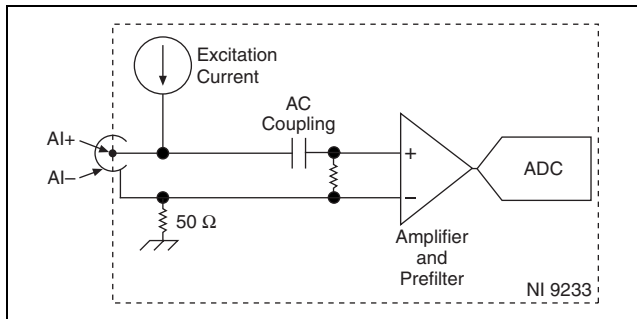 Excitation
Current
AC
Coupling
AI+
AI–
+
–
50 Ω
ADC
Amplifier
and
Prefilter
NI 9233